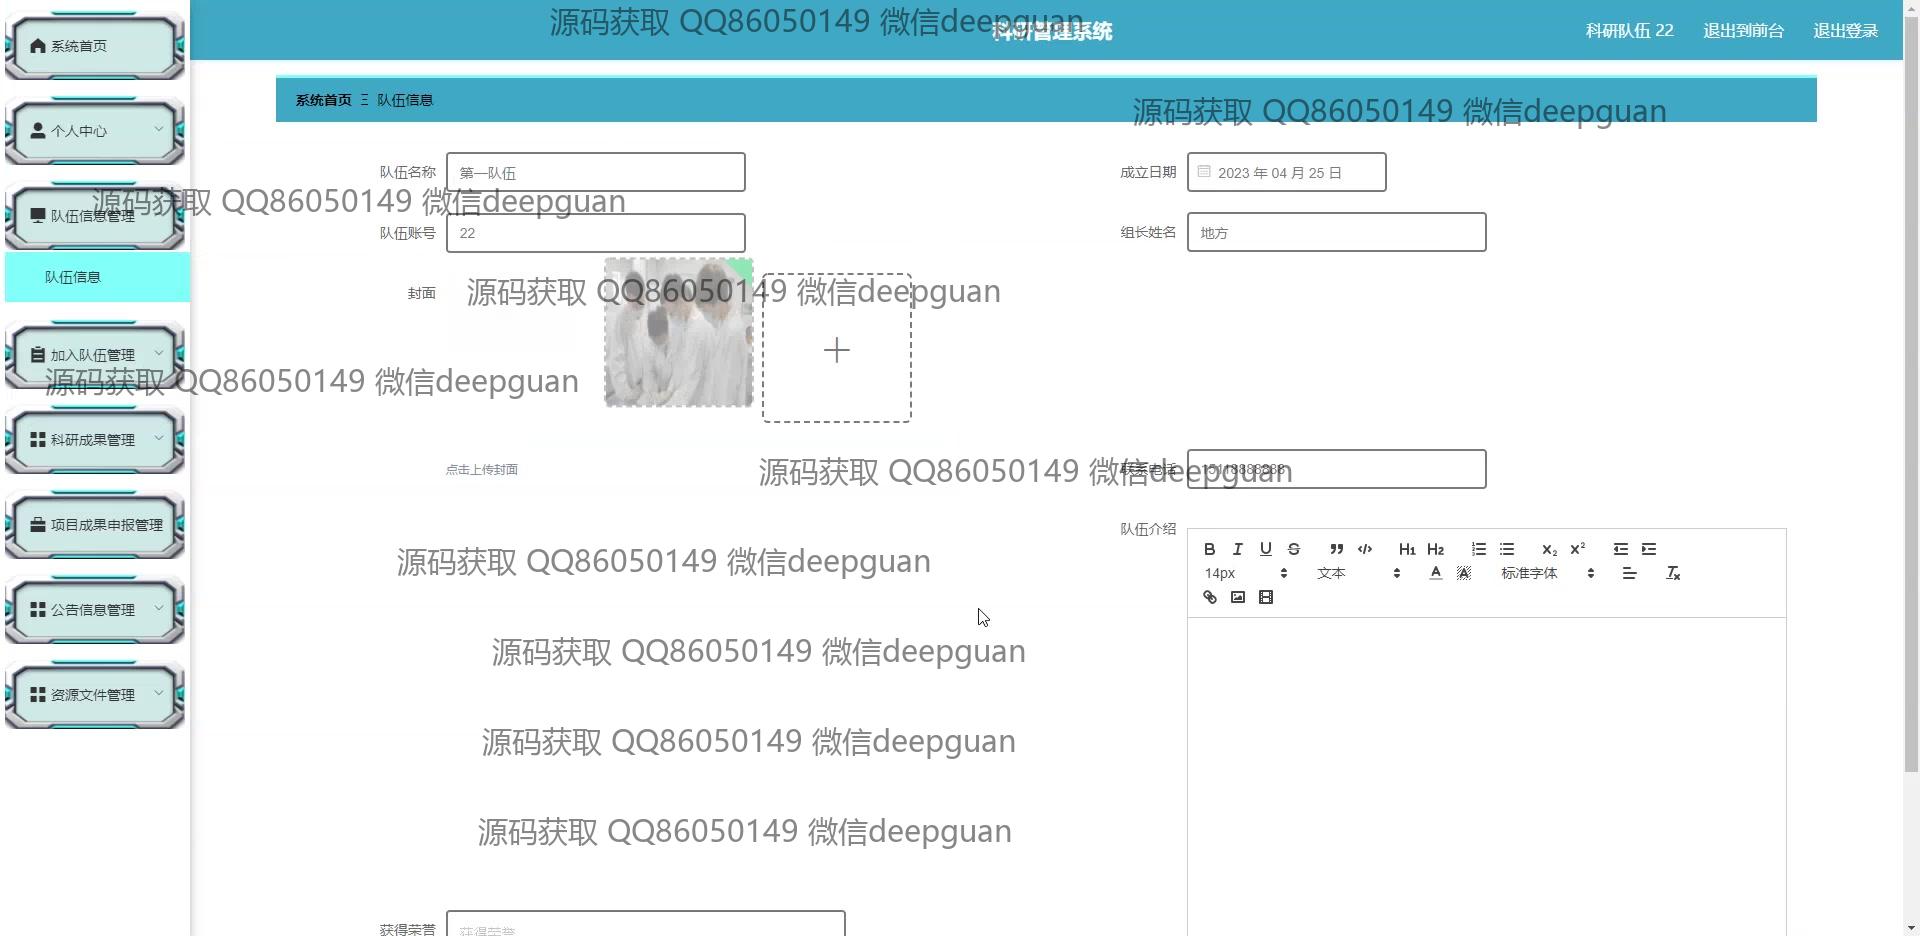 源码获取 QQ86050149 微信deepguan
科研管理系统
科研队伍 22
退出到前台
退出登录
系统首页
个人中心
队伍信息管理
队伍信息
加入队伍管理
科研成果管理
项目成果申报管理
公告信息管理
资源文件管理
系统首页 Ξ 队伍信息
源码获取 QQ86050149 微信deepguan
队伍名称 第一队伍
成立日期 2023 年 04 月 25 日
源码获取 QQ86050149 微信deepguan
队伍账号 22
组长姓名 地方
封面
源码获取 QQ86050149 微信deepguan
源码获取 QQ86050149 微信deepguan
点击上传封面
联系电话
源码获取 QQ86050149 微信deepguan
队伍介绍
B I U S H1 H2 X2 X2
14px 文本 A A 标准字体 Tx
源码获取 QQ86050149 微信deepguan
源码获取 QQ86050149 微信deepguan
源码获取 QQ86050149 微信deepguan
源码获取 QQ86050149 微信deepguan
获得荣誉 获得荣誉